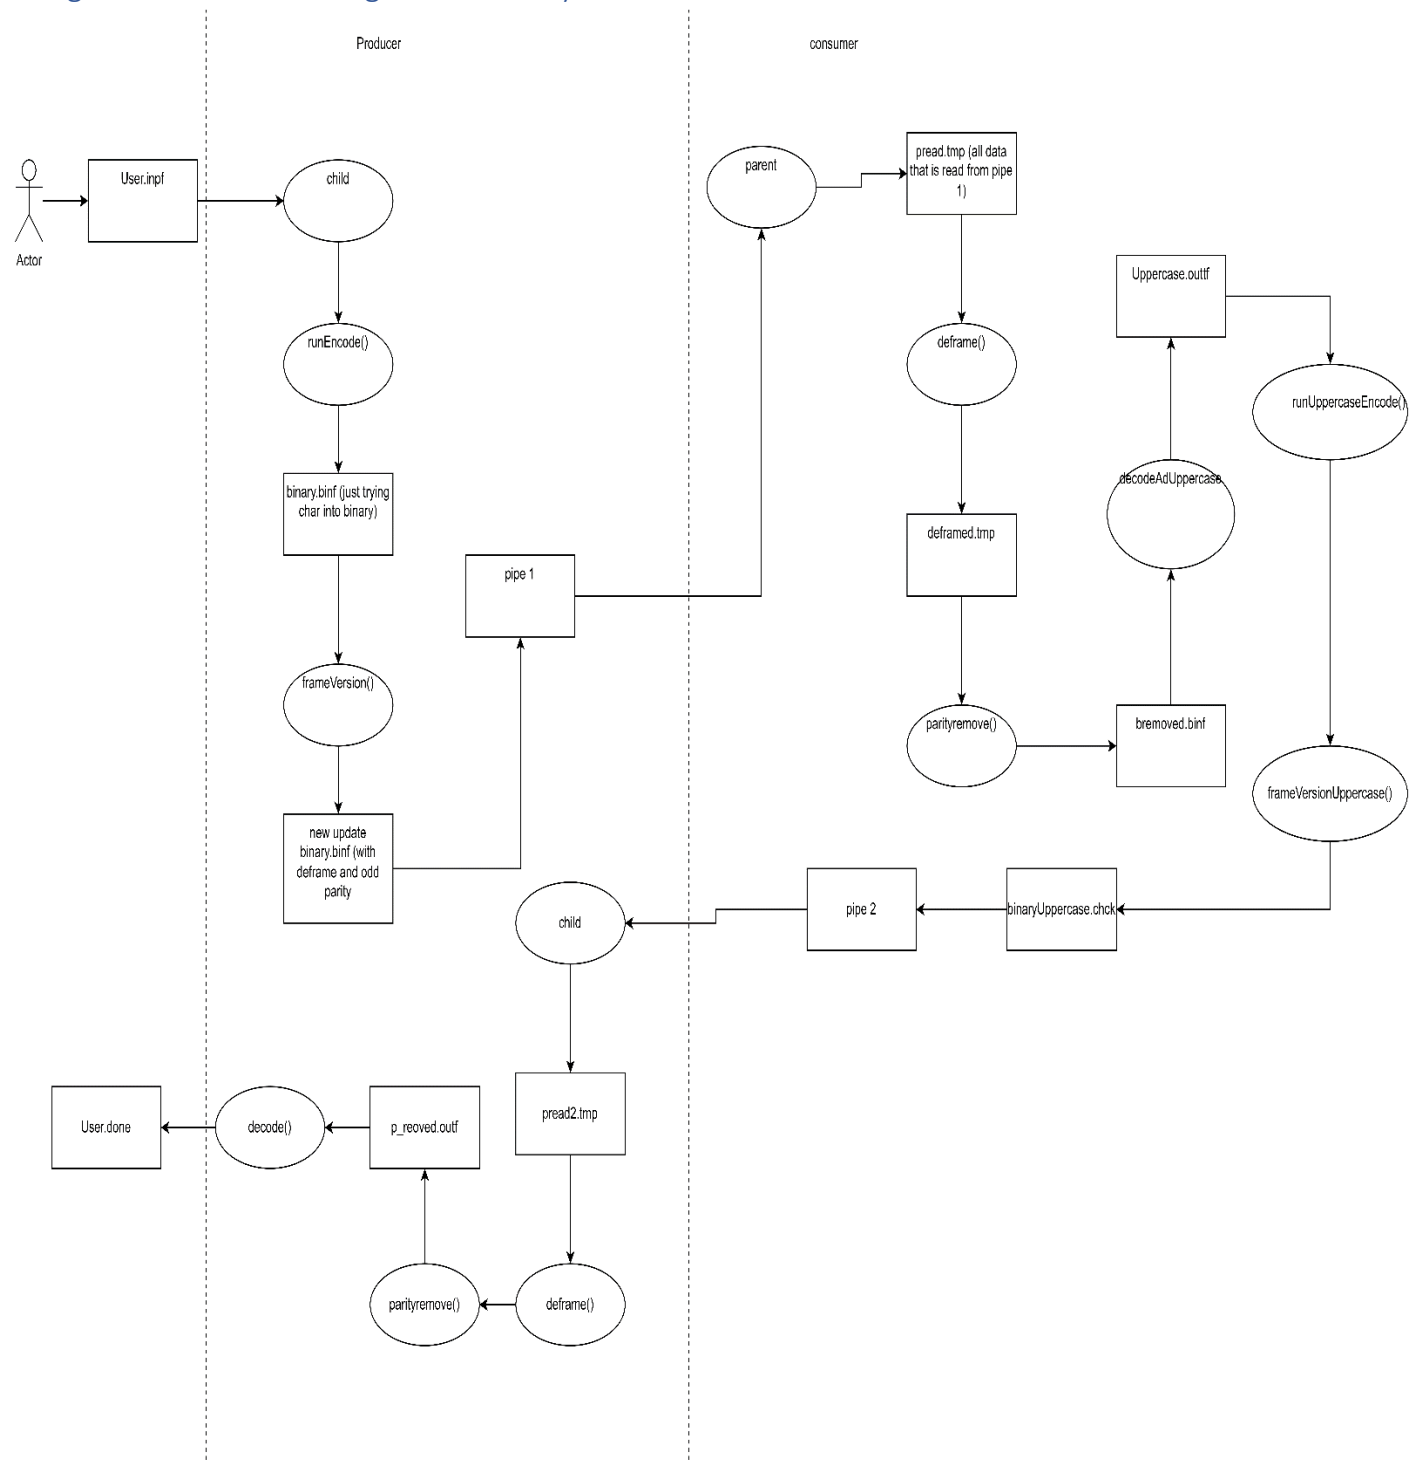 Producer
consumer
Actor
User.inpf
child
runEncode()
binary.binf (just trying
char into binary)
frameVersion()
new update
binary.binf (with
deframe and odd
parity
pipe 1
parent
pread.tmp (all data
that is read from pipe
1)
deframe()
deframed.tmp
parityremove()
bremoved.binf
decodeAdUppercase
Uppercase.outtf
runUppercaseEncode()
frameVersionUppercase()
binaryUppercase.chck
pipe 2
child
pread2.tmp
deframe()
parityremove()
p_reoved.outf
decode()
User.done